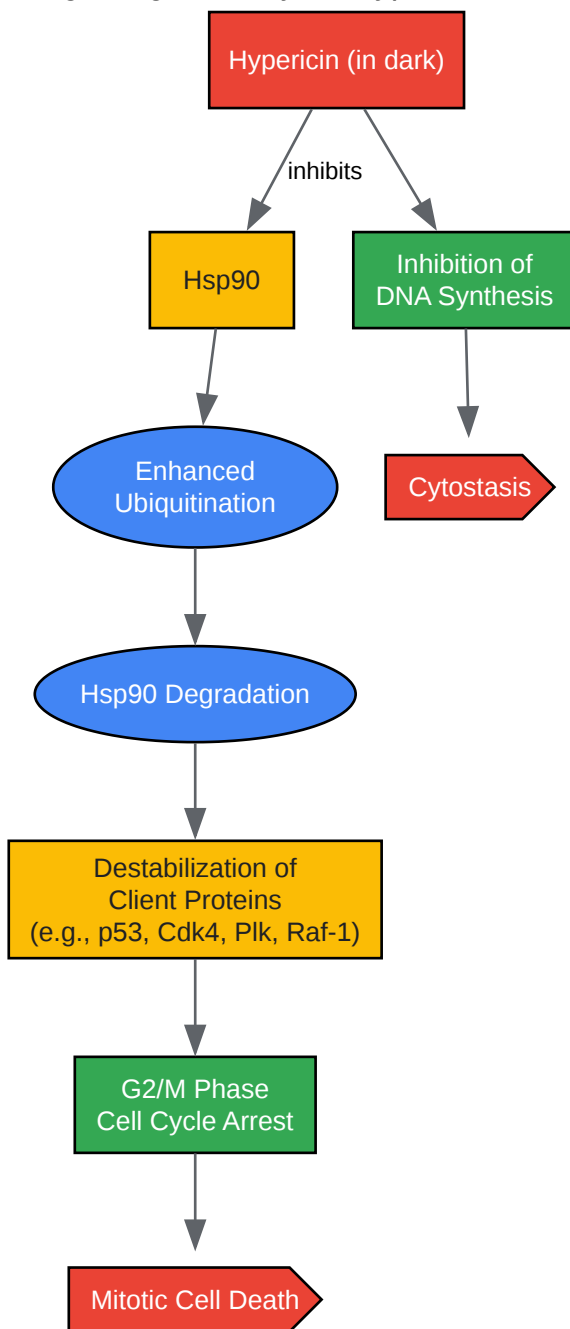 Hypericin (in dark)
inhibits
Hsp90
Inhibition of
DNA Synthesis
Enhanced
Ubiquitination
Cytostasis
Hsp90 Degradation
Destabilization of
Client Proteins
(e.g., p53, Cdk4, Plk, Raf-1)
G2/M Phase
Cell Cycle Arrest
Mitotic Cell Death